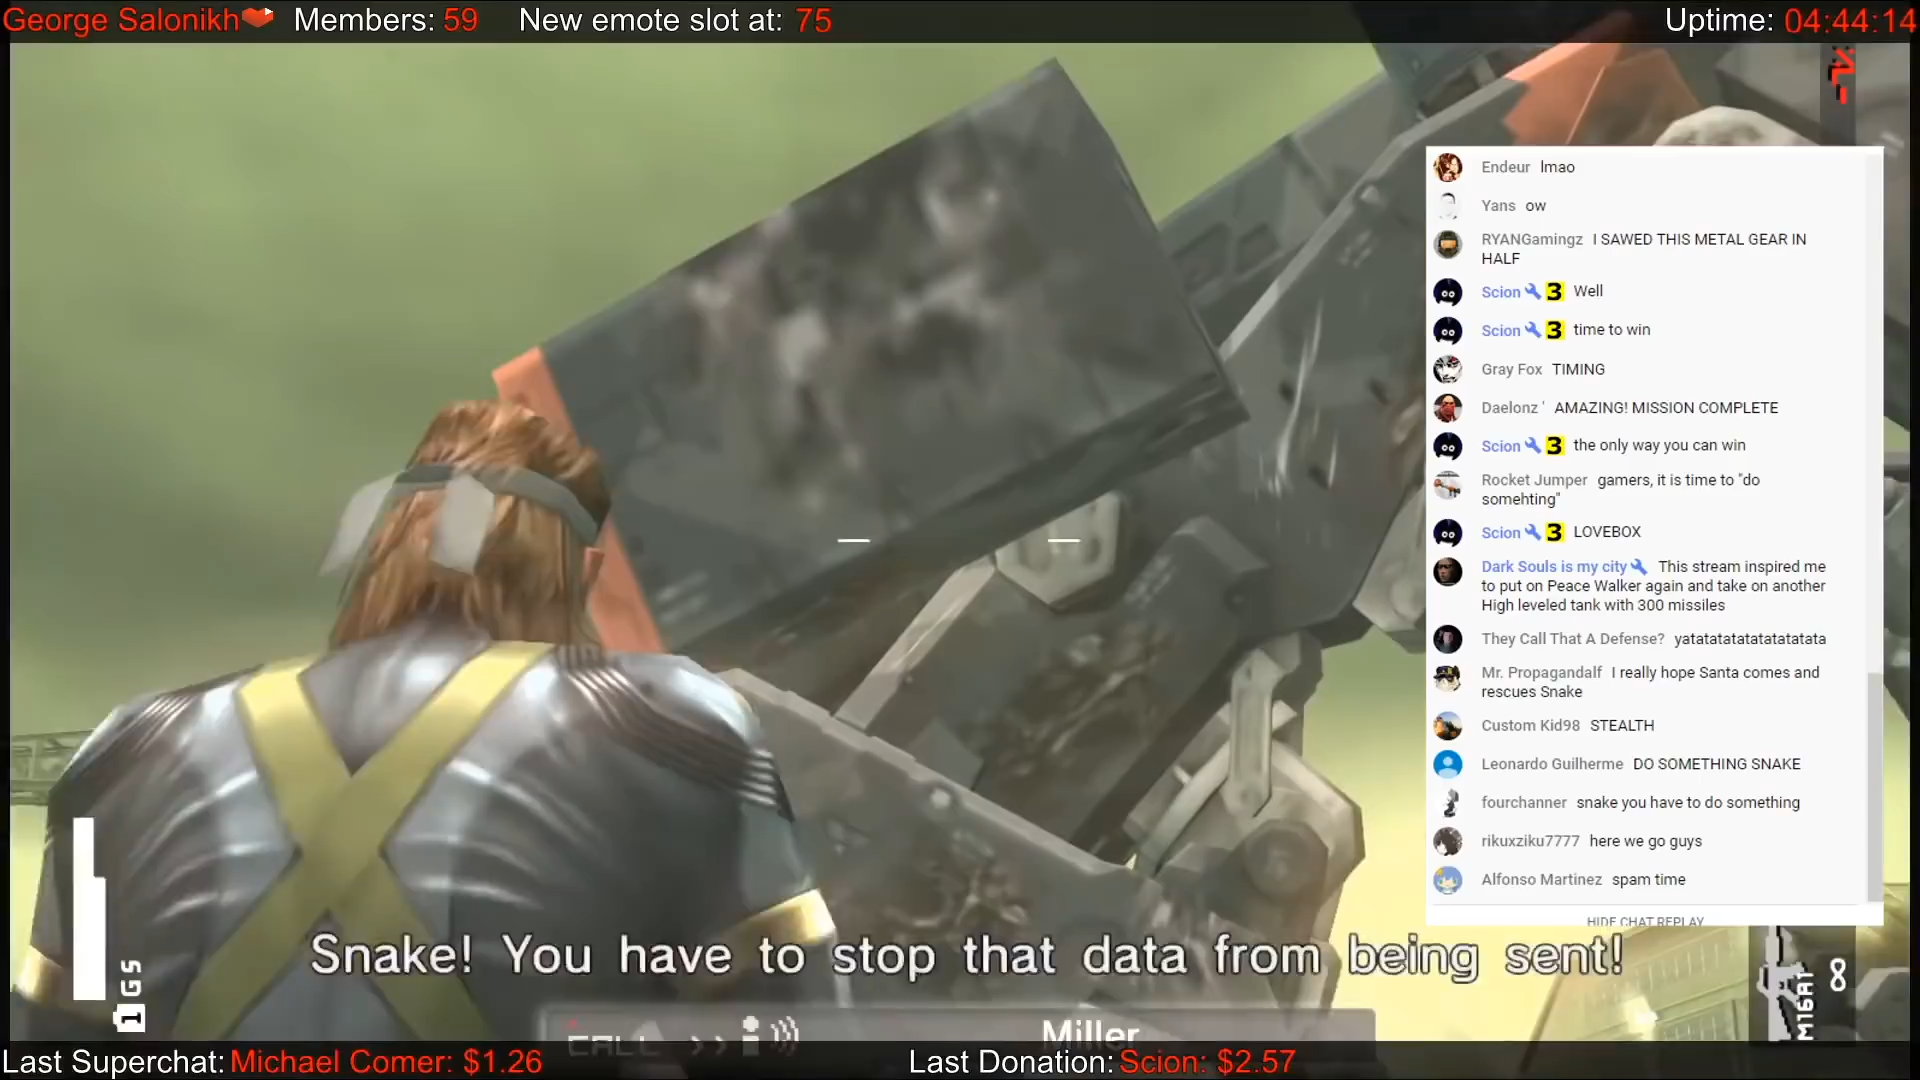 George Salonikh Members: 59 New emote slot at: 75 Uptime: 04:44:14
Endeur lmao
Yans ow
RYANGamingz I SAWED THIS METAL GEAR IN
HALF
Scion 3 Well
Scion 3 time to win
Gray Fox TIMING
Daelonz ' AMAZING! MISSION COMPLETE
Scion 3 the only way you can win
Rocket Jumper gamers, it is time to "do
somehting"
Scion 3 LOVEBOX
Dark Souls is my city This stream inspired me
to put on Peace Walker again and take on another
High leveled tank with 300 missiles
They Call That A Defense? yatatatatatatatatata
Mr. Propagandalf I really hope Santa comes and
rescues Snake
Custom Kid98 STEALTH
Leonardo Guilherme DO SOMETHING SNAKE
fourchanner snake you have to do something
rikuxziku7777 here we go guys
Alfonso Martinez spam time
HIDE CHAT REPLAY
Snake! You have to stop that data from being sent!
1 GS
M16A1 ∞
CALL >> Miller
Last Superchat: Michael Comer: $1.26 Last Donation: Scion: $2.57